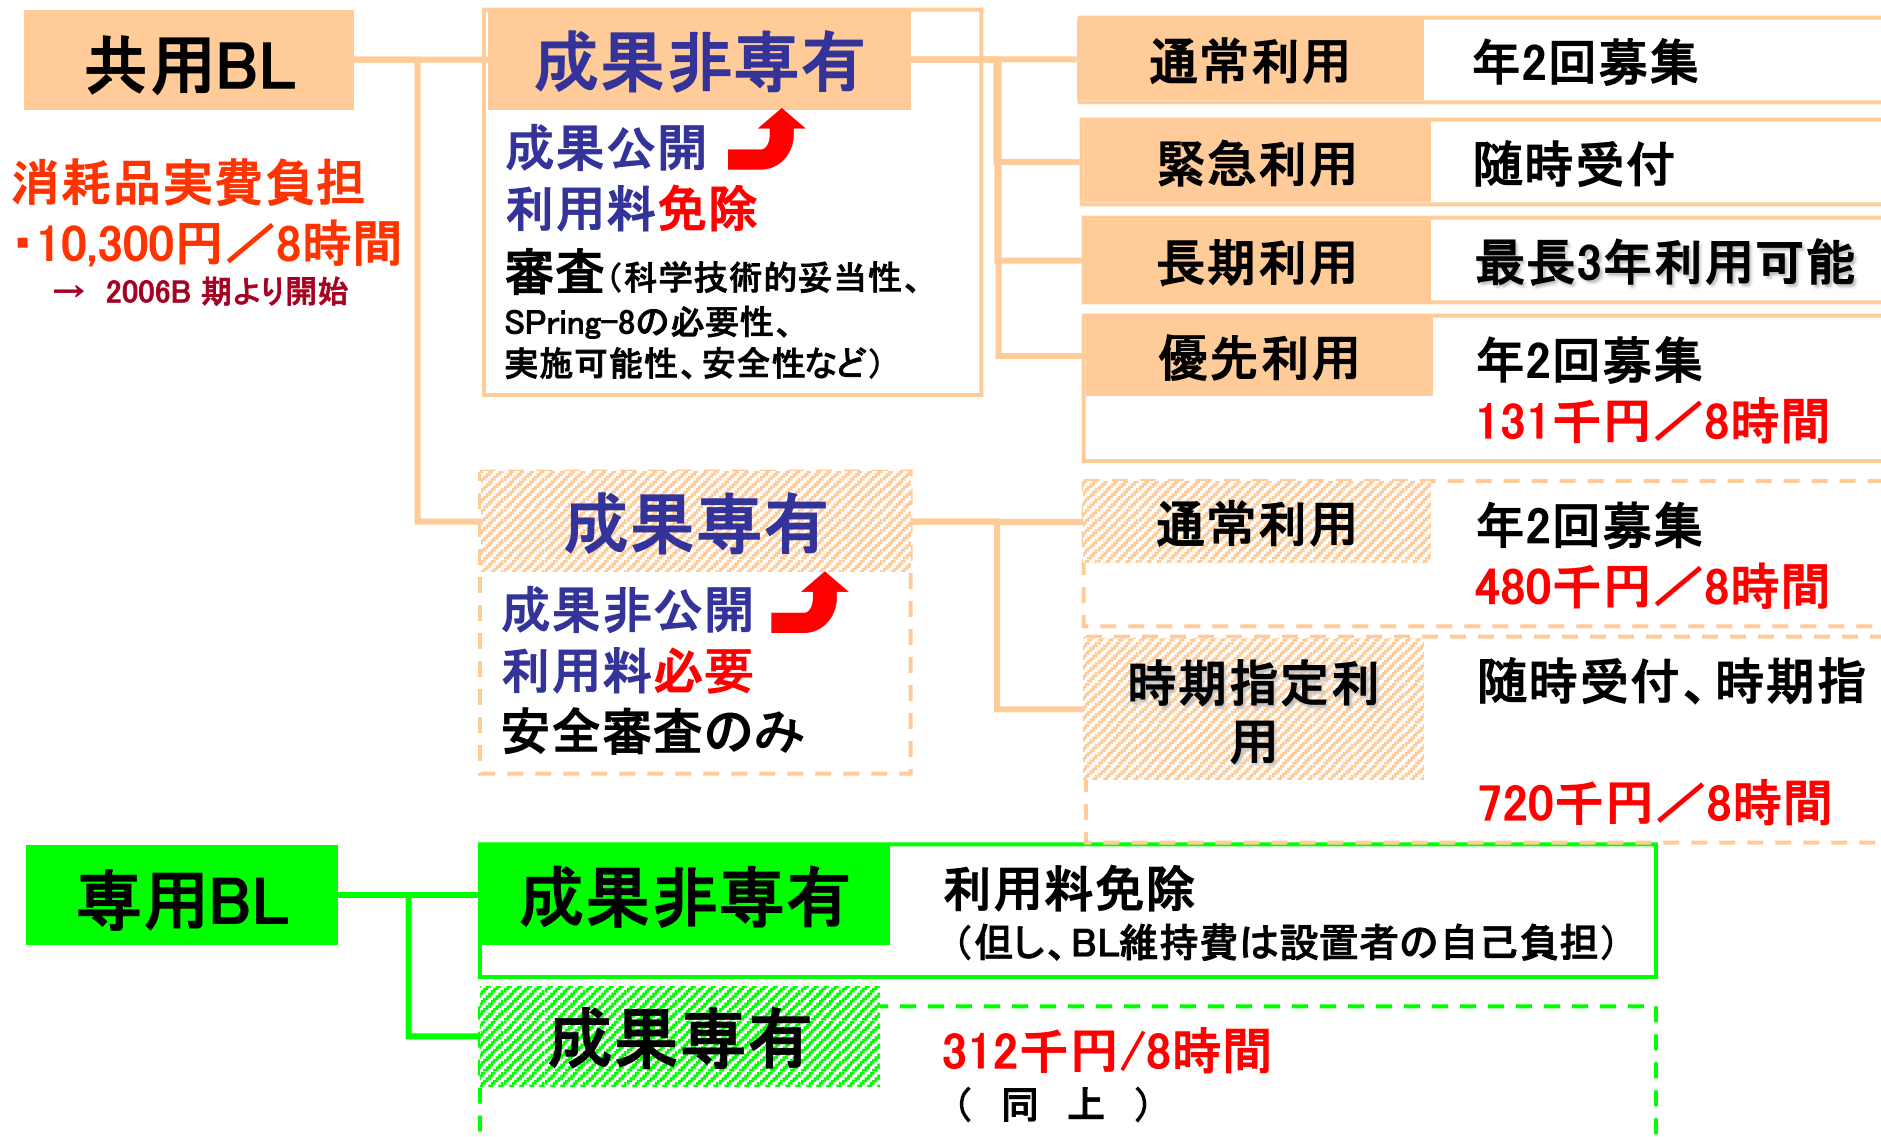 共用BL
消耗品実費負担
・10,300円／8時間
→ 2006B 期より開始
成果非専有
成果公開
利用料免除
審査（科学技術的妥当性、
SPring-8の必要性、
実施可能性、安全性など）
通常利用 年2回募集
緊急利用 随時受付
長期利用 最長3年利用可能
優先利用 年2回募集
131千円／8時間
成果専有
成果非公開
利用料必要
安全審査のみ
通常利用 年2回募集
480千円／8時間
時期指定利
用
随時受付、時期指
720千円／8時間
専用BL
成果非専有
利用料免除
（但し、BL維持費は設置者の自己負担）
成果専有
312千円/8時間
（ 同 上 ）